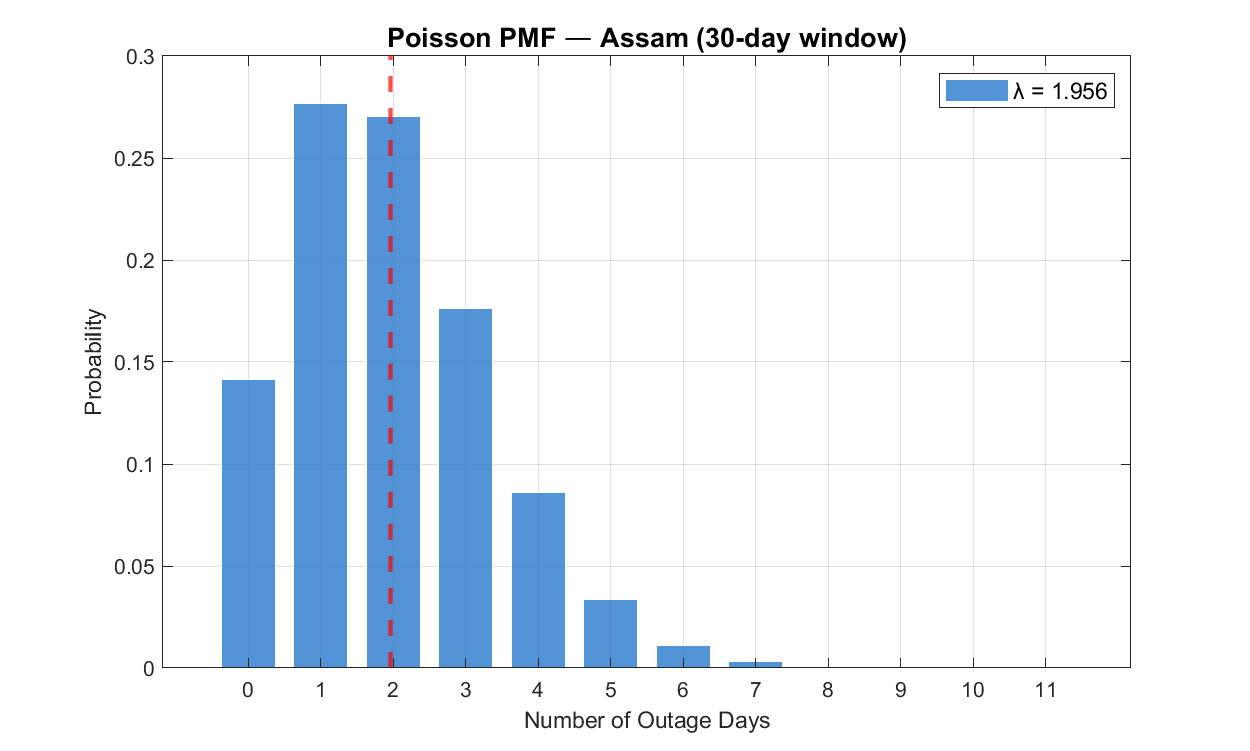 Poisson PMF — Assam (30-day window)
λ = 1.956
0.3
0.25
0.2
0.15
0.1
0.05
0
Probability
0 1 2 3 4 5 6 7 8 9 10 11
Number of Outage Days